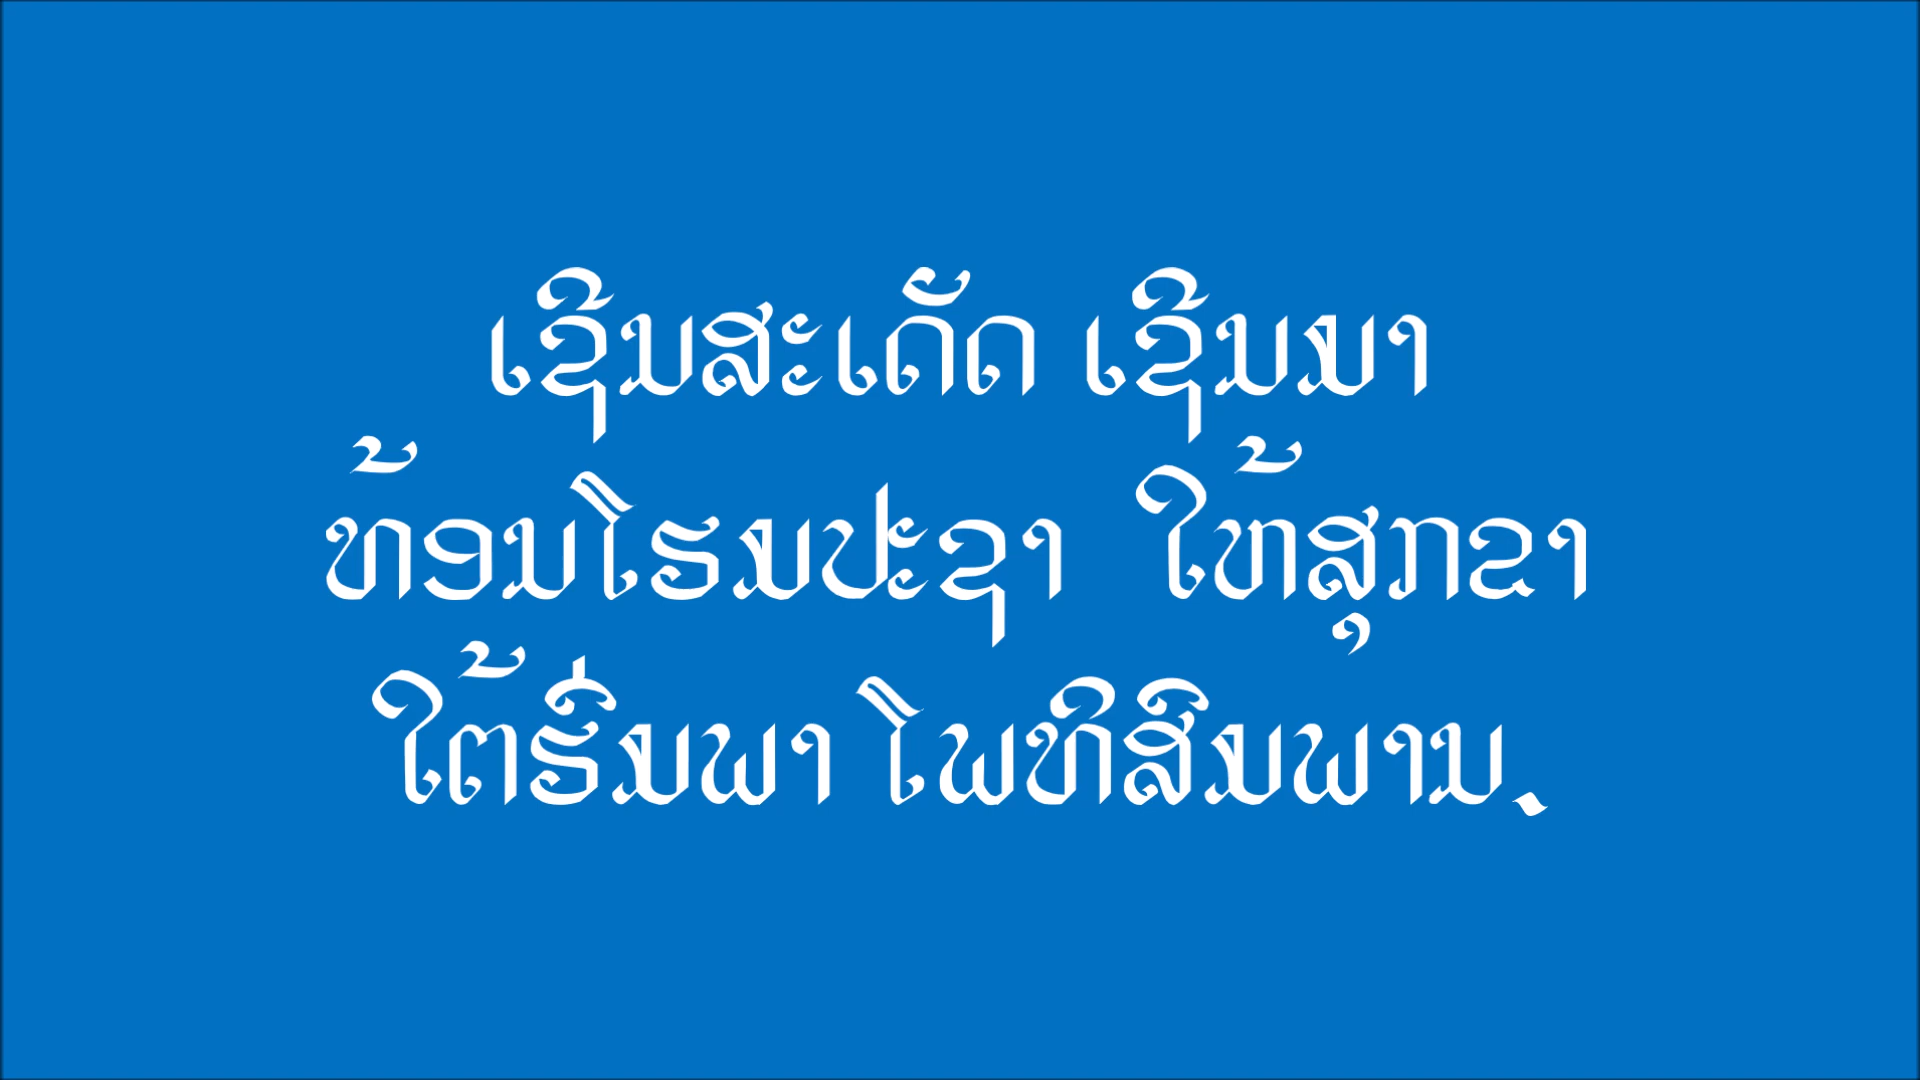 ເຊີນສະເດັດ ເຊີນມາ
ທ້ອນໂຮມປະຊາ ໃຫ້ສຸກຂາ
ໃຕ້ຮົ່ມພາ ໂພທິສົມພານ.